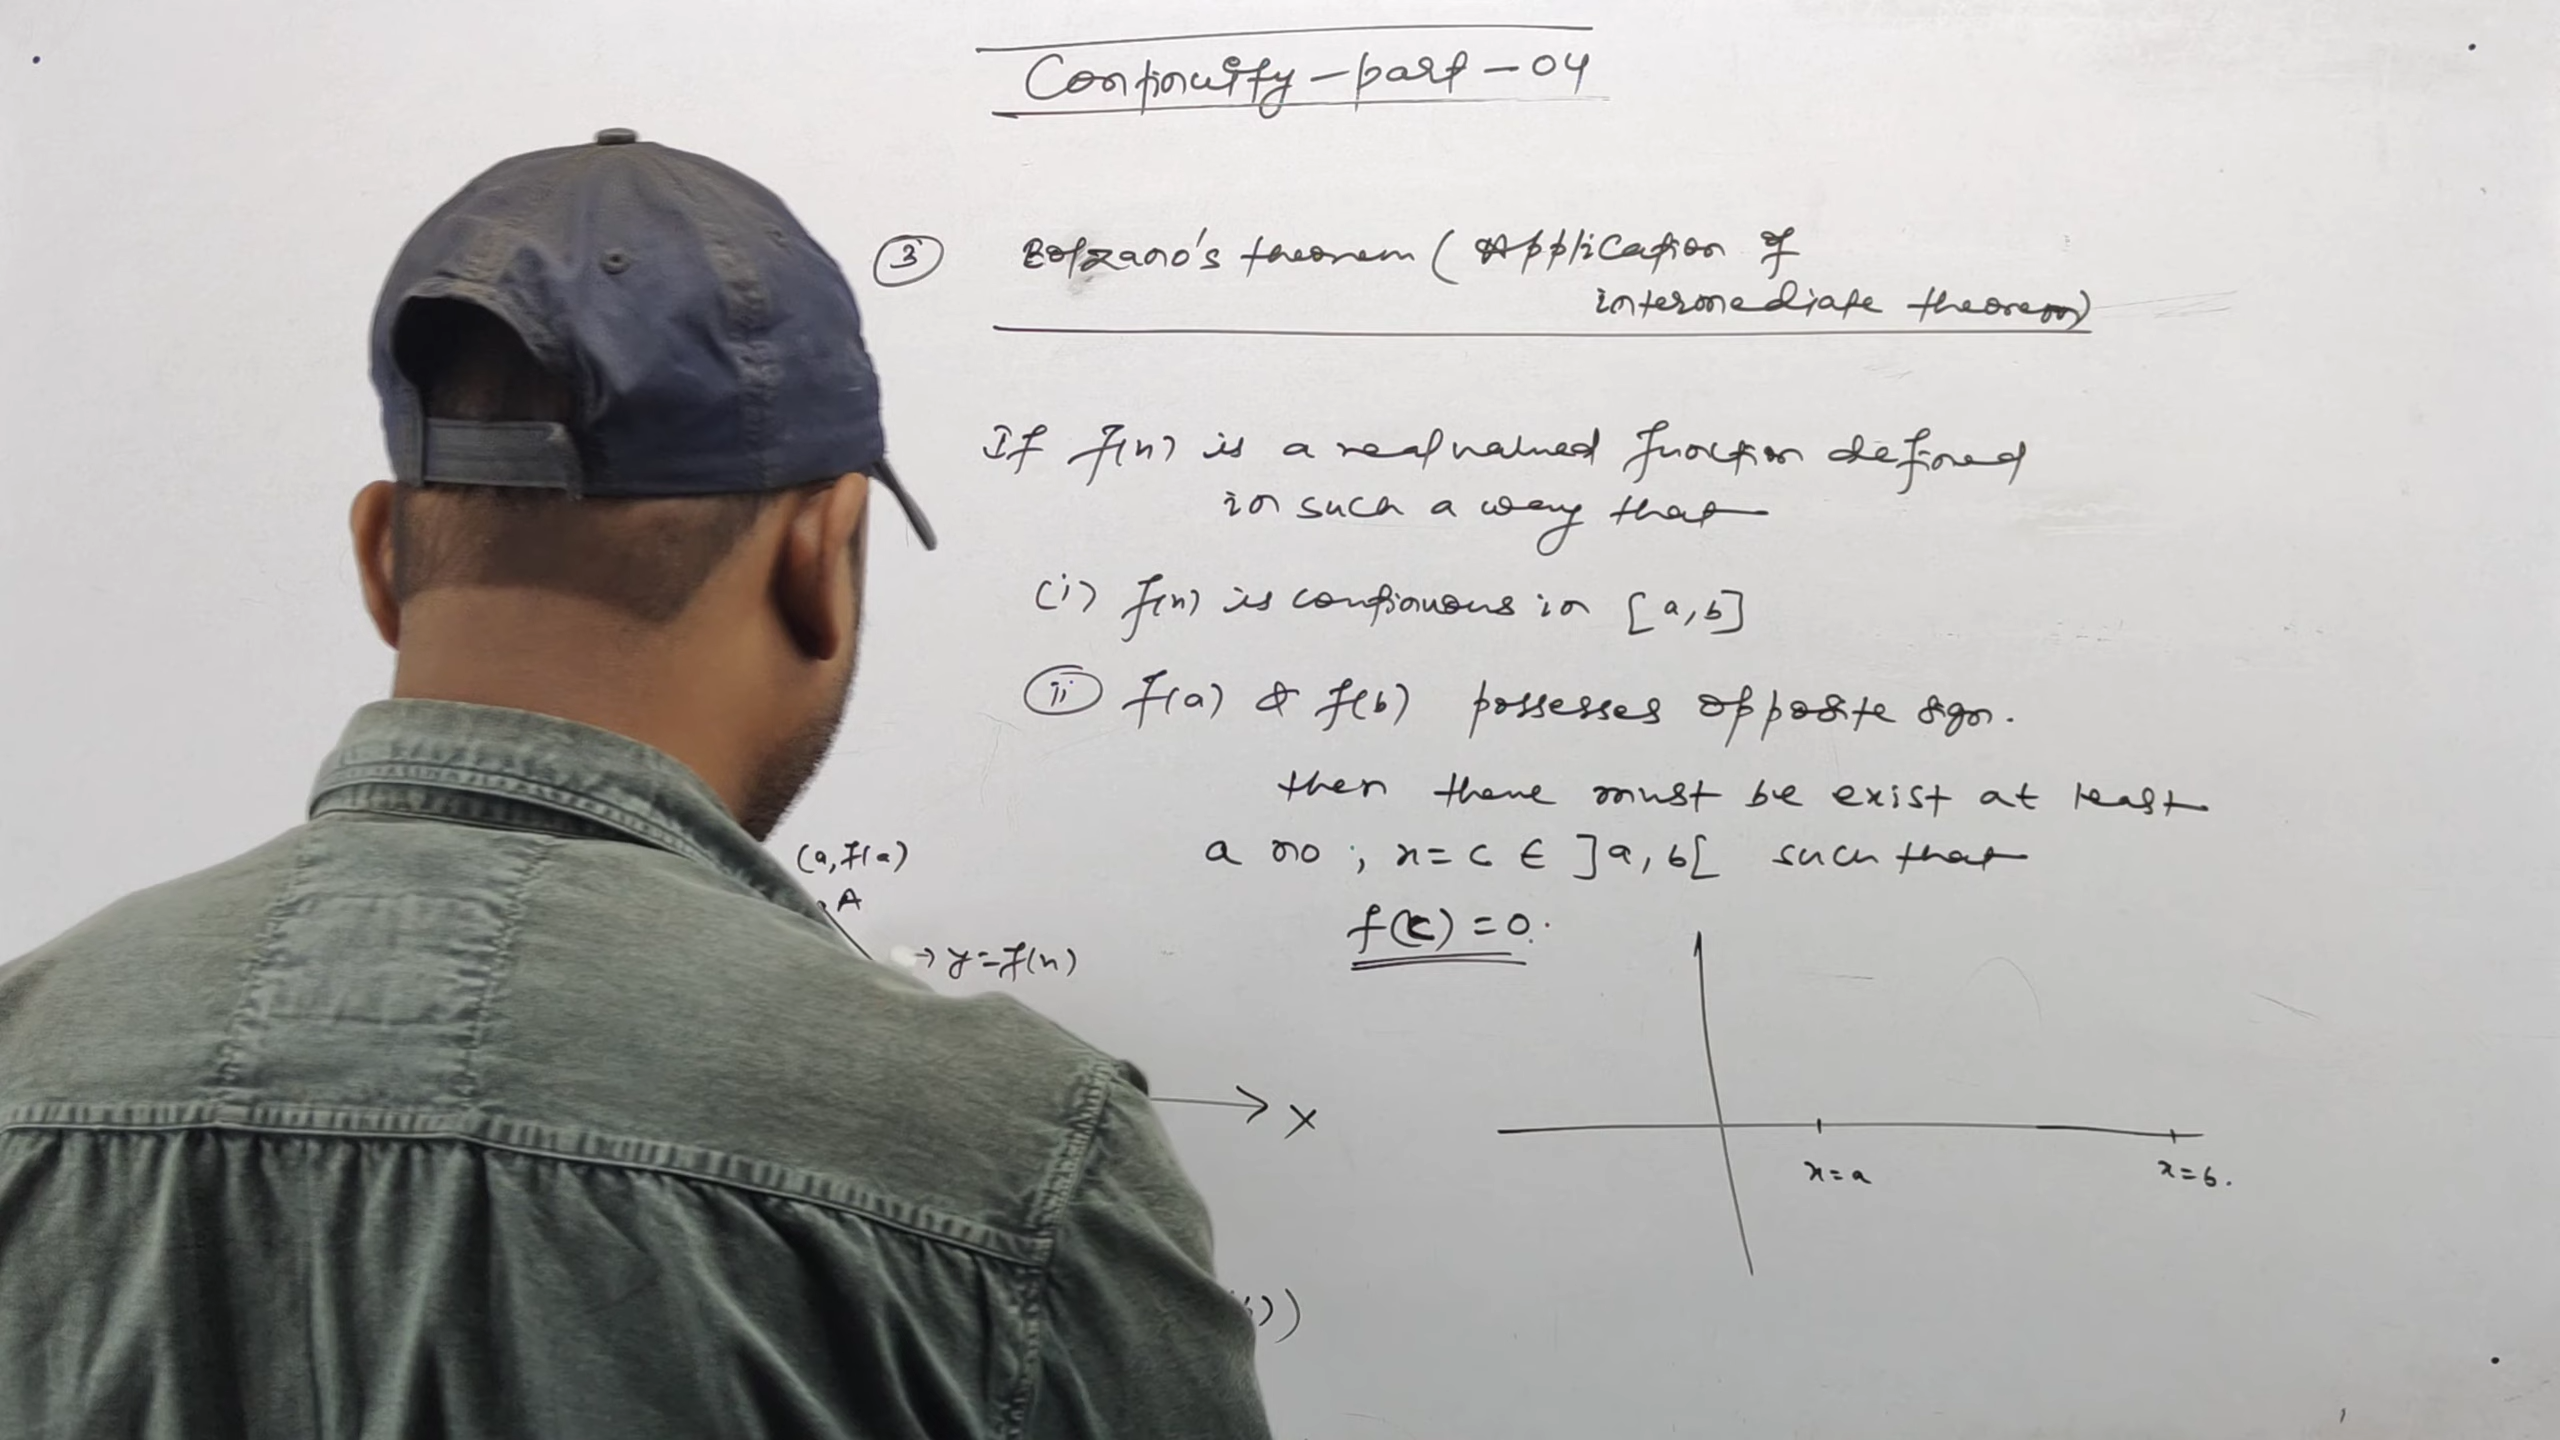 Continuity - part - 04
3 Bolzano's theorem ( Application of
intermediate theorem)
If f(x) is a real valued function defined
in such a way that
(i) f(x) is continuous in [a,b]
ii f(a) & f(b) possesses opposite sign.
then there must be exist at least
a no ; x = c ∈ ]a,b[ such that
f(c) = 0.
(a, f(a)
A
→ y = f(x)
X
x = a
x = b.
))